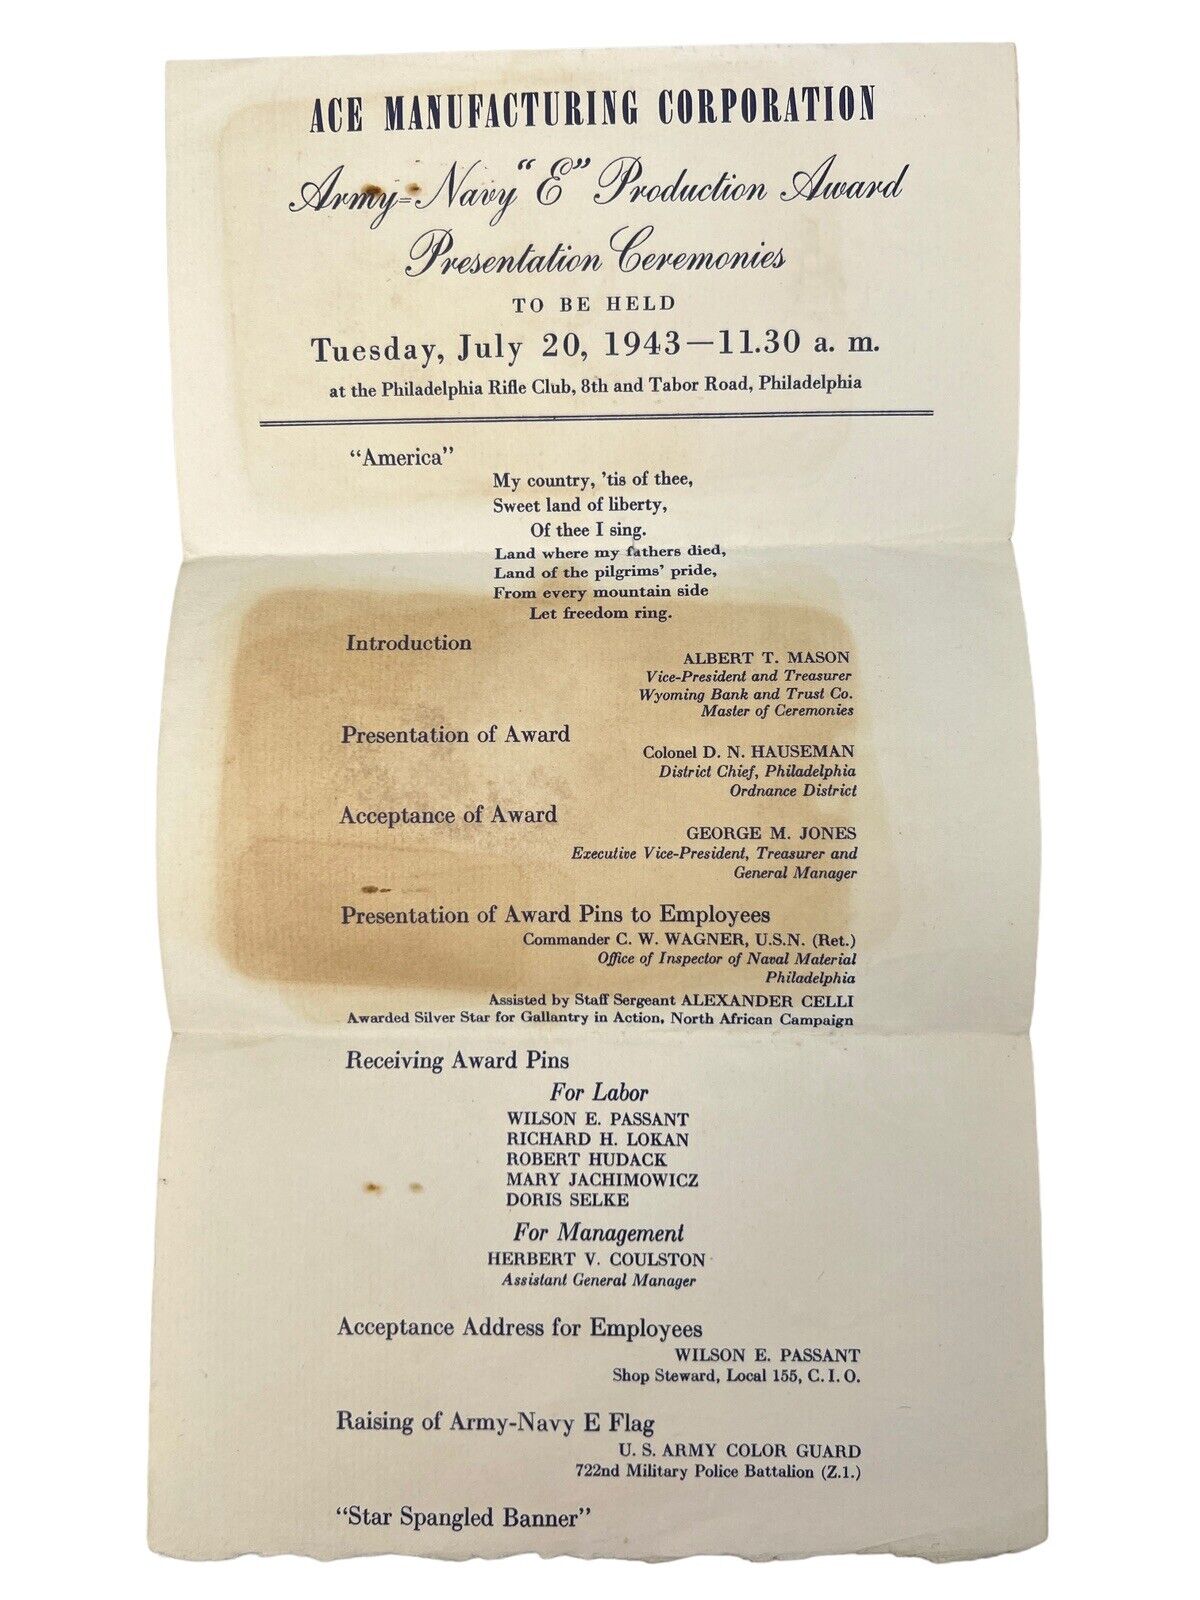 ACE MANUFACTURING CORPORATION
Army-Navy "E" Production Award
Presentation Ceremonies
TO BE HELD
Tuesday, July 20, 1943—11.30 a. m.
at the Philadelphia Rifle Club, 8th and Tabor Road, Philadelphia
"America"
My country, 'tis of thee,
Sweet land of liberty,
Of thee I sing.
Land where my fathers died,
Land of the pilgrims' pride,
From every mountain side
Let freedom ring.
Introduction
ALBERT T. MASON
Vice-President and Treasurer
Wyoming Bank and Trust Co.
Master of Ceremonies
Presentation of Award
Colonel D. N. HAUSEMAN
District Chief, Philadelphia
Ordnance District
Acceptance of Award
GEORGE M. JONES
Executive Vice-President, Treasurer and
General Manager
Presentation of Award Pins to Employees
Commander C. W. WAGNER, U.S.N. (Ret.)
Office of Inspector of Naval Material
Philadelphia
Assisted by Staff Sergeant ALEXANDER CELLI
Awarded Silver Star for Gallantry in Action, North African Campaign
Receiving Award Pins
For Labor
WILSON E. PASSANT
RICHARD H. LOKAN
ROBERT HUDACK
MARY JACHIMOWICZ
DORIS SELKE
For Management
HERBERT V. COULSTON
Assistant General Manager
Acceptance Address for Employees
WILSON E. PASSANT
Shop Steward, Local 155, C. I. O.
Raising of Army-Navy E Flag
U. S. ARMY COLOR GUARD
722nd Military Police Battalion (Z.1.)
"Star Spangled Banner"